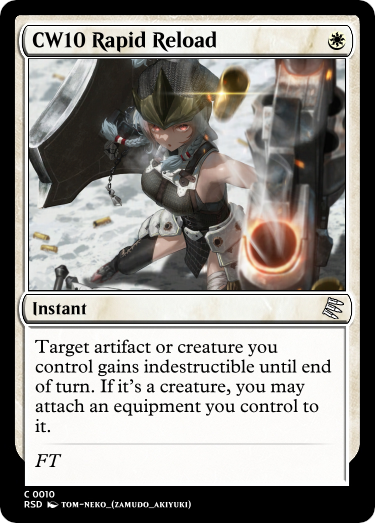 CW10 Rapid Reload
Instant
Target artifact or creature you
control gains indestructible until end
of turn. If it's a creature, you may
attach an equipment you control to
it.
FT
C 0010
RSD TOM-NEKO_(ZAMUDO_AKIYUKI)